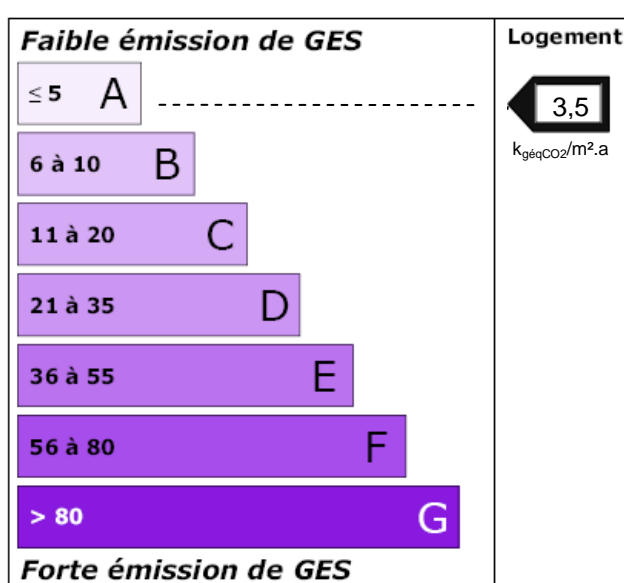 Faible émission de GES
Logement
≤ 5 A
3,5
kgéqCO2/m².a
6 à 10 B
11 à 20 C
21 à 35 D
36 à 55 E
56 à 80 F
> 80 G
Forte émission de GES